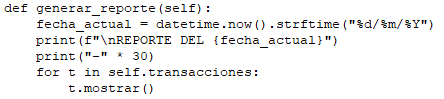 def generar_reporte(self):
    fecha_actual = datetime.now().strftime("%d/%m/%Y")
    print(f"\nREPORTE DEL {fecha_actual}")
    print("-" * 30)
    for t in self.transacciones:
        t.mostrar()